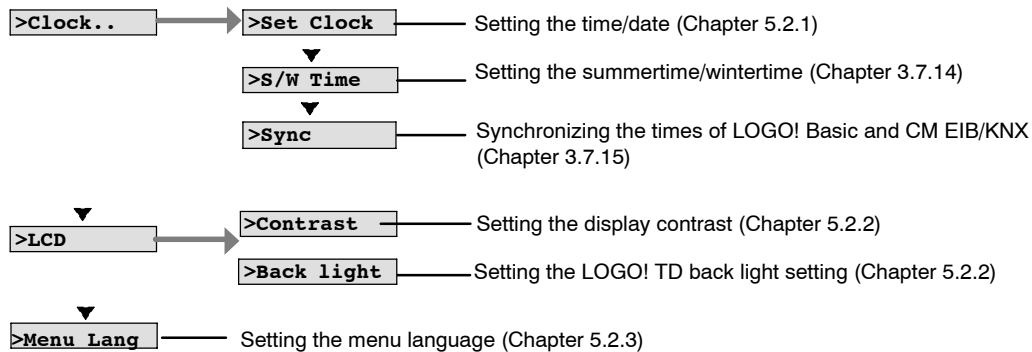 >Clock..
>Set Clock
Setting the time/date (Chapter 5.2.1)
>S/W Time
Setting the summertime/wintertime (Chapter 3.7.14)
>Sync
Synchronizing the times of LOGO! Basic and CM EIB/KNX
(Chapter 3.7.15)
>LCD
>Contrast
Setting the display contrast (Chapter 5.2.2)
>Back light
Setting the LOGO! TD back light setting (Chapter 5.2.2)
>Menu Lang
Setting the menu language (Chapter 5.2.3)